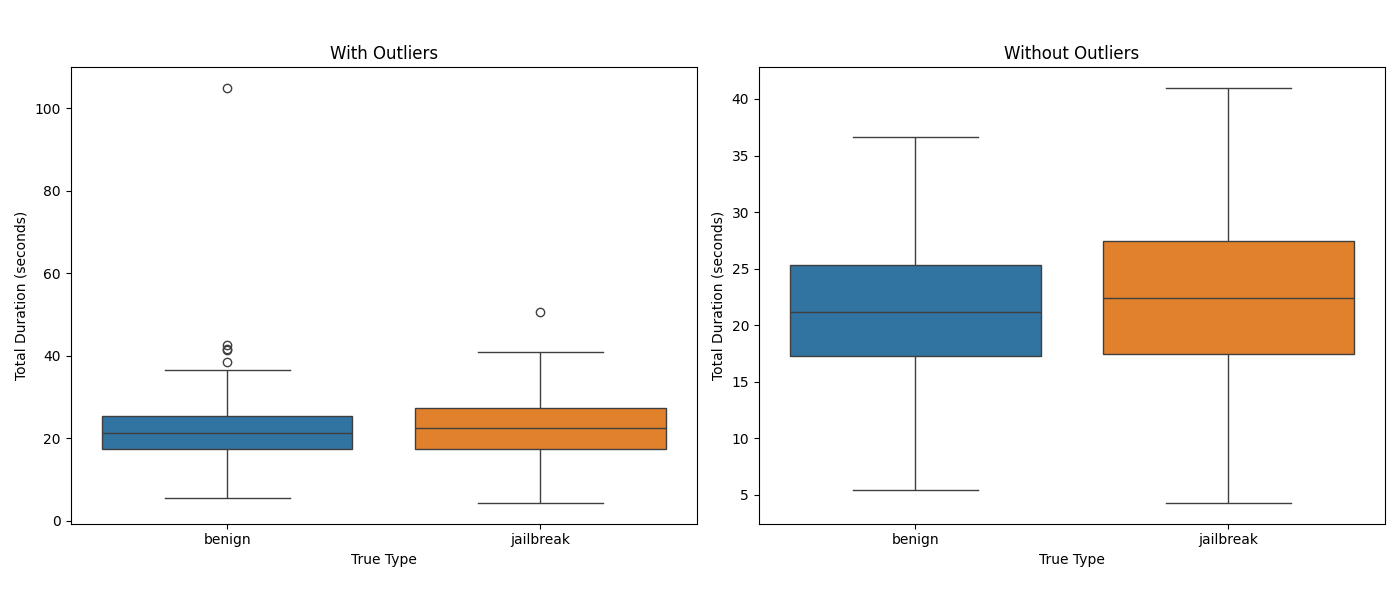 With Outliers
Total Duration (seconds)
100
80
60
40
20
0
benign
jailbreak
True Type
Without Outliers
Total Duration (seconds)
40
35
30
25
20
15
10
5
benign
jailbreak
True Type